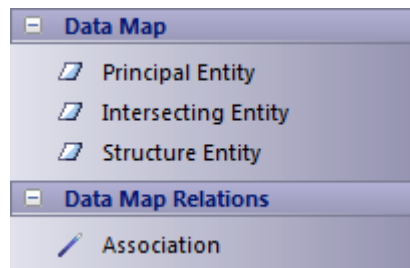 Data Map
Principal Entity
Intersecting Entity
Structure Entity
Data Map Relations
Association